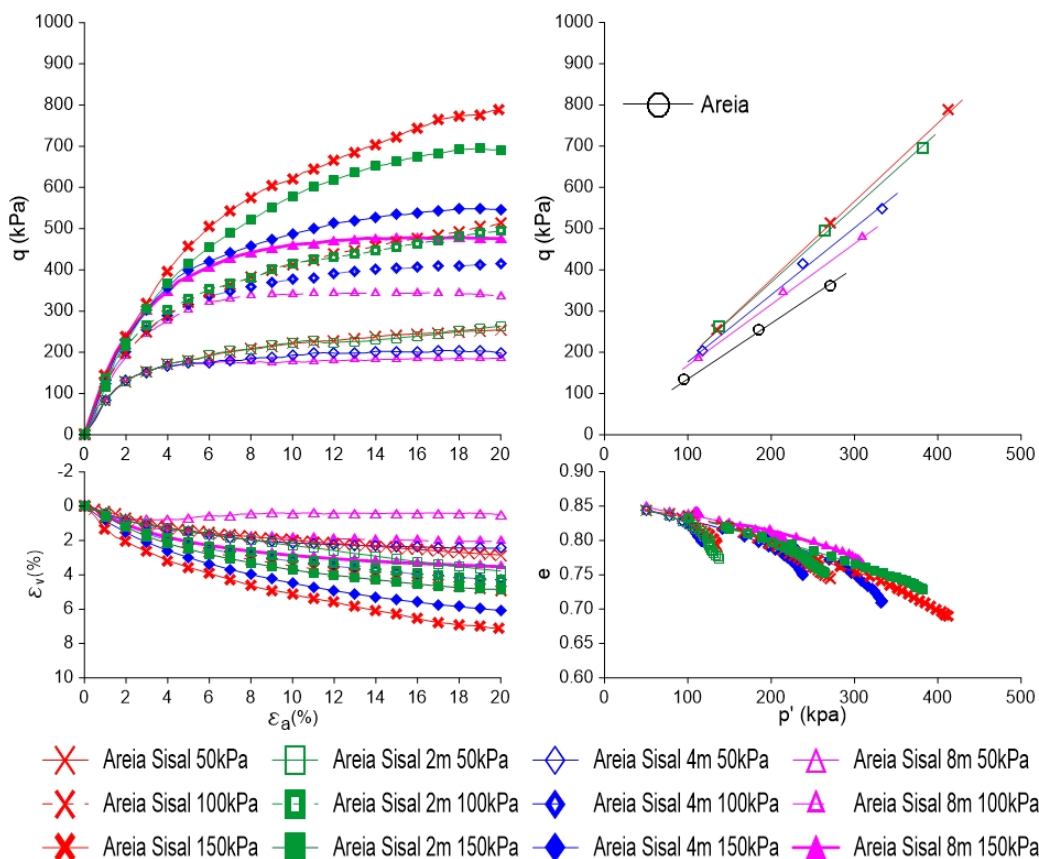 1000
900
800
700
600
500
400
300
200
100
0
q (kPa)
0 2 4 6 8 10 12 14 16 18 20
1000
900
800
700
600
500
400
300
200
100
0
q (kPa)
Areia
0 100 200 300 400 500
-2
0
2
4
6
8
10
εv(%)
0 2 4 6 8 10 12 14 16 18 20
εa(%)
0.90
0.85
0.80
0.75
0.70
0.65
0.60
e
0 100 200 300 400 500
p' (kpa)
Areia Sisal 50kPa
Areia Sisal 2m 50kPa
Areia Sisal 4m 50kPa
Areia Sisal 8m 50kPa
Areia Sisal 100kPa
Areia Sisal 2m 100kPa
Areia Sisal 4m 100kPa
Areia Sisal 8m 100kPa
Areia Sisal 150kPa
Areia Sisal 2m 150kPa
Areia Sisal 4m 150kPa
Areia Sisal 8m 150kPa